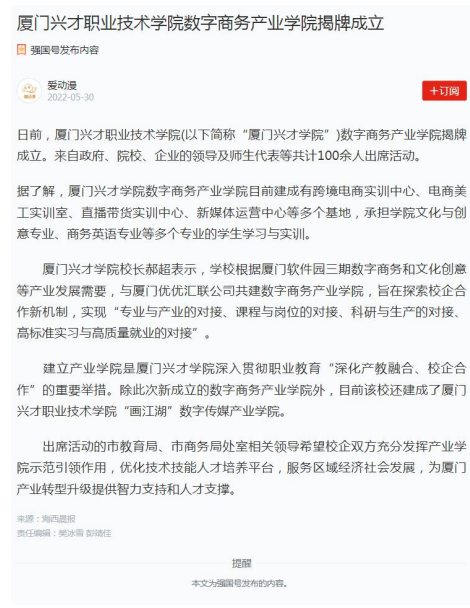 厦门兴才职业技术学院数字商务产业学院揭牌成立
强国号发布内容
爱动漫
2022-05-30
＋订阅
日前，厦门兴才职业技术学院(以下简称“厦门兴才学院”)数字商务产业学院揭牌
成立。来自政府、院校、企业的领导及师生代表等共计100余人出席活动。
据了解，厦门兴才学院数字商务产业学院目前建成有跨境电商实训中心、电商美
工实训室、直播带货实训中心、新媒体运营中心等多个基地，承担学院文化与创
意专业、商务英语专业等多个专业的学生学习与实训。
厦门兴才学院校长郝超表示，学校根据厦门软件园三期数字商务和文化创意
等产业发展需要，与厦门优优汇联公司共建数字商务产业学院，旨在探索校企合
作新机制，实现“专业与产业的对接、课程与岗位的对接、科研与生产的对接、
高标准实习与高质量就业的对接”。
建立产业学院是厦门兴才学院深入贯彻职业教育“深化产教融合、校企合
作”的重要举措。除此次新成立的数字商务产业学院外，目前该校还建成了厦门
兴才职业技术学院“画江湖”数字传媒产业学院。
出席活动的市教育局、市商务局处室相关领导希望校企双方充分发挥产业学
院示范引领作用，优化技术技能人才培养平台，服务区域经济社会发展，为厦门
产业转型升级提供智力支持和人才支撑。
来源：海西晨报
责任编辑：樊冰雪 彭琦佳
提醒
本文为强国号发布的内容。